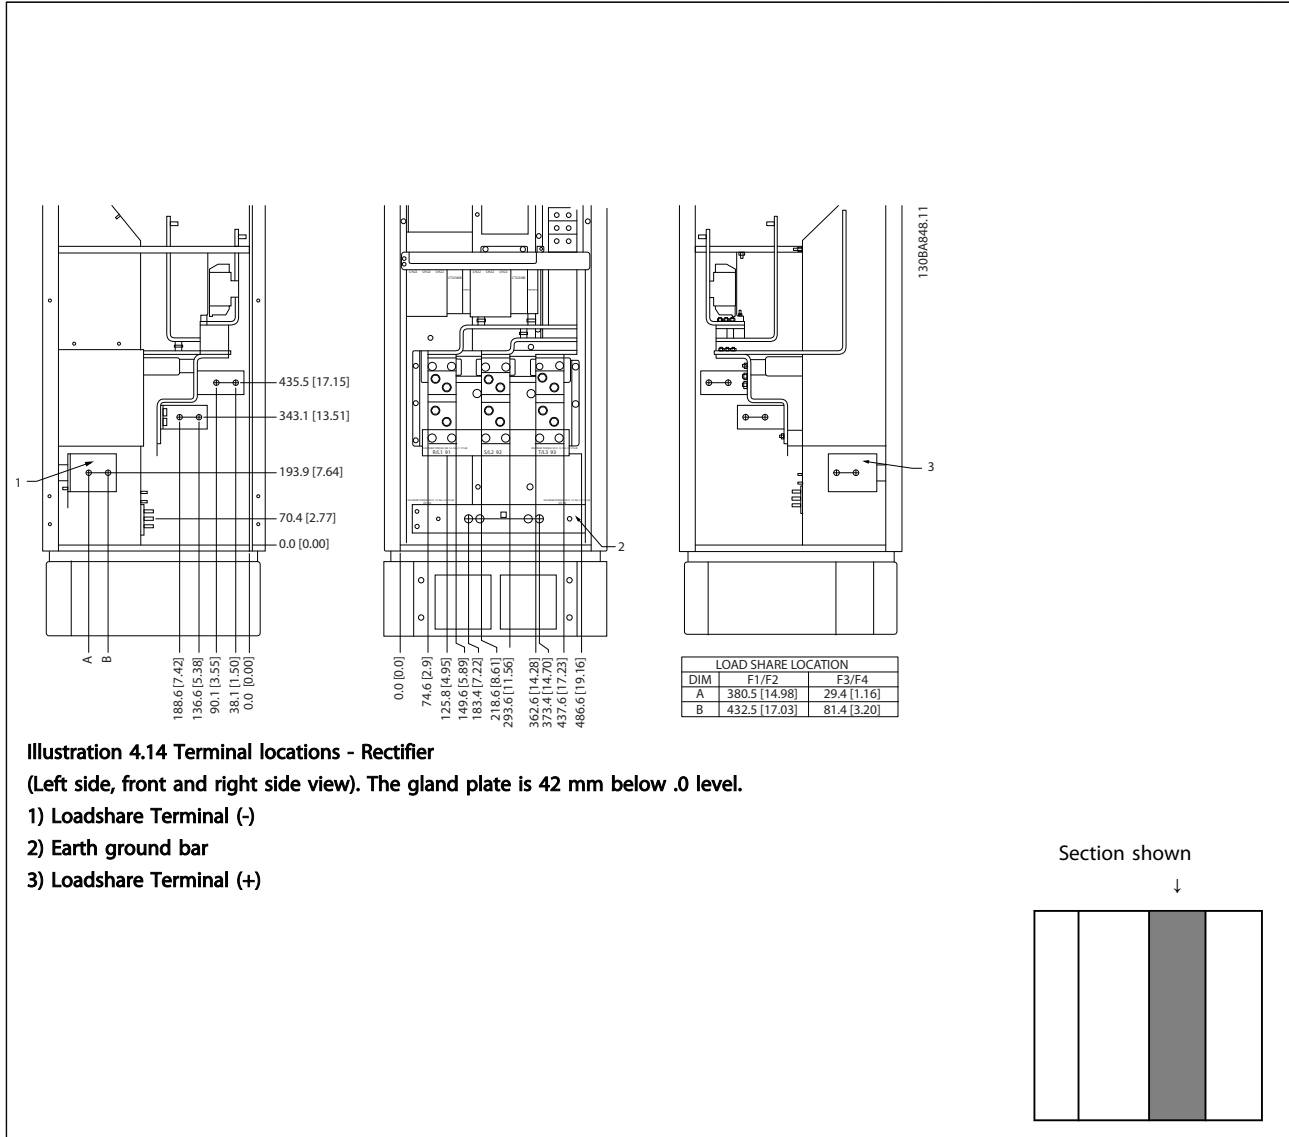 130BA848.11
435.5 [17.15]
343.1 [13.51]
193.9 [7.64]
1
70.4 [2.77]
0.0 [0.00]
R/L1 91
S/L2 92
T/L3 93
2
3
A
B
188.6 [7.42]
136.6 [5.38]
90.1 [3.55]
38.1 [1.50]
0.0 [0.00]
0.0 [0.0]
74.6 [2.9]
125.8 [4.95]
149.6 [5.89]
183.4 [7.22]
218.6 [8.61]
293.6 [11.56]
362.6 [14.28]
373.4 [14.70]
437.6 [17.23]
486.6 [19.16]
LOAD SHARE LOCATION
DIM F1/F2 F3/F4
A 380.5 [14.98] 29.4 [1.16]
B 432.5 [17.03] 81.4 [3.20]
Illustration 4.14 Terminal locations - Rectifier
(Left side, front and right side view). The gland plate is 42 mm below .0 level.
1) Loadshare Terminal (-)
2) Earth ground bar
3) Loadshare Terminal (+)
Section shown
↓